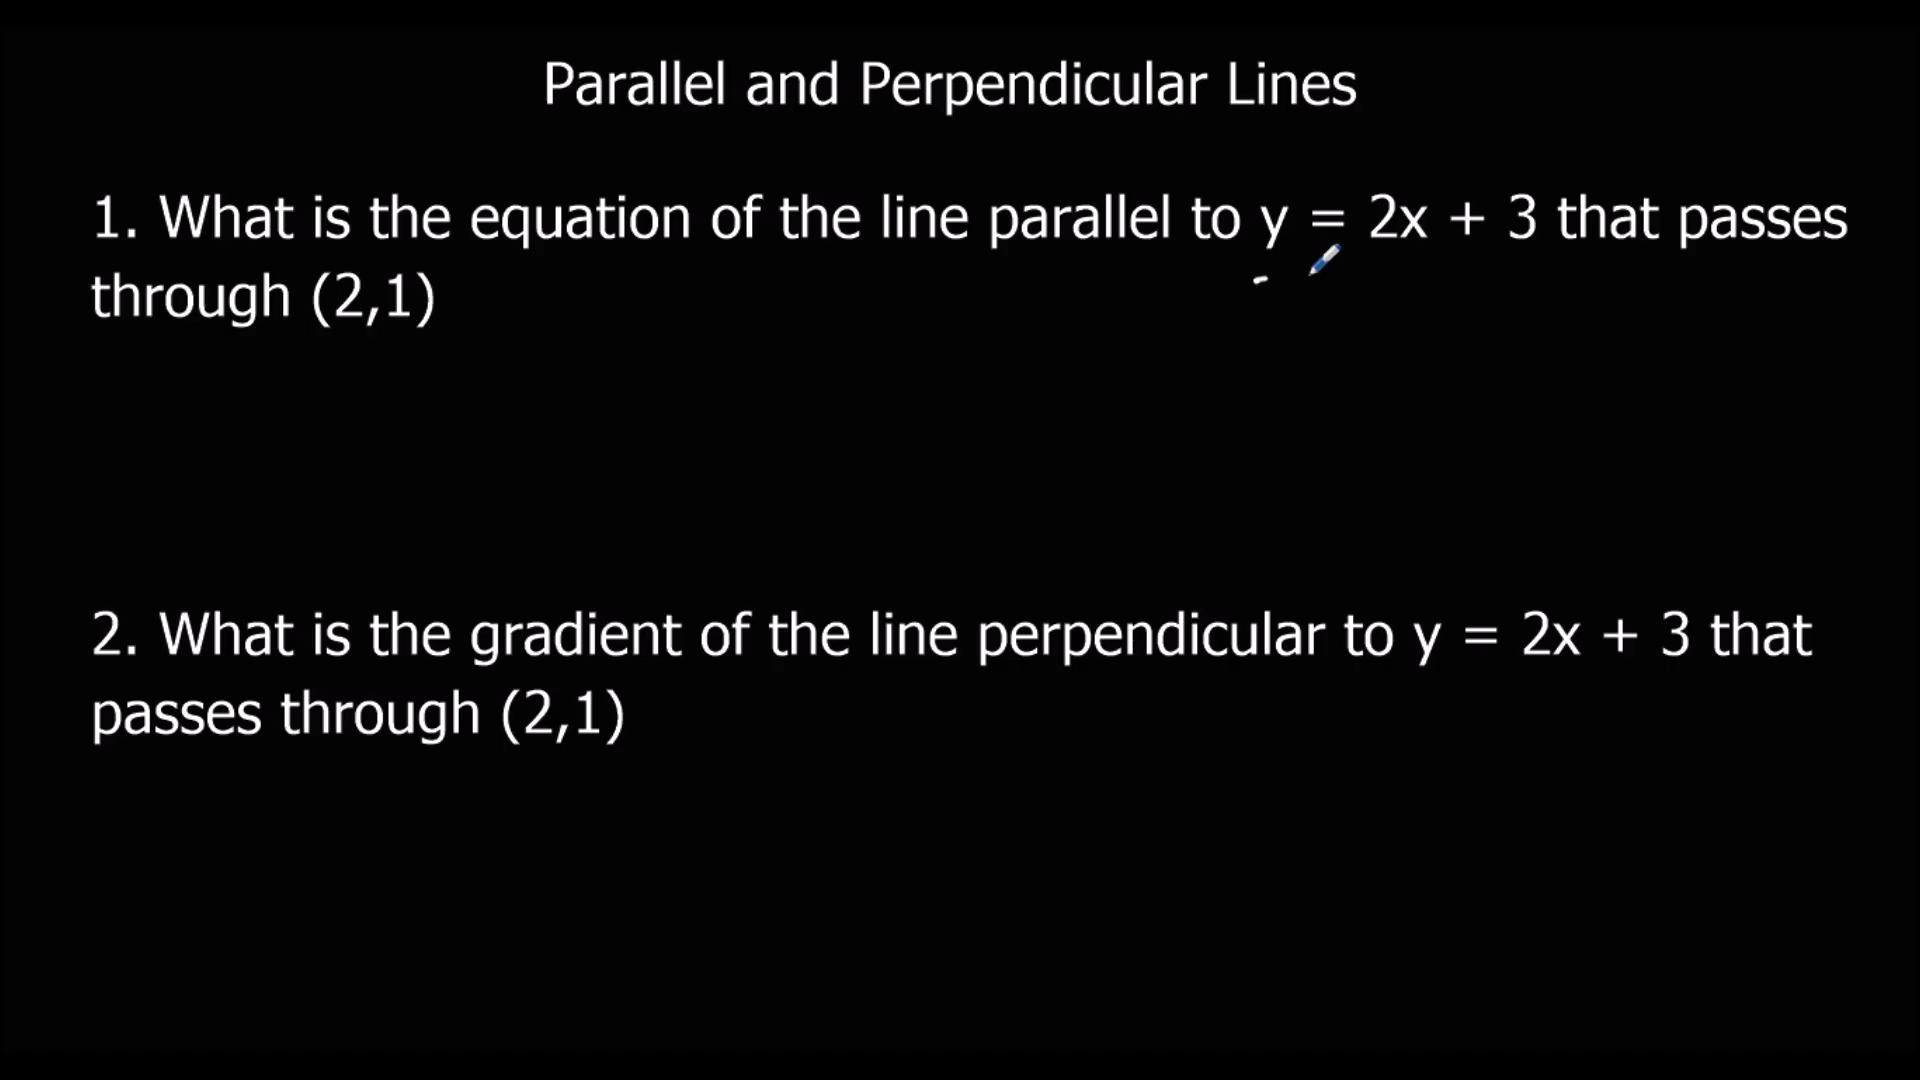 Parallel and Perpendicular Lines
1. What is the equation of the line parallel to y = 2x + 3 that passes
through (2,1)
2. What is the gradient of the line perpendicular to y = 2x + 3 that
passes through (2,1)